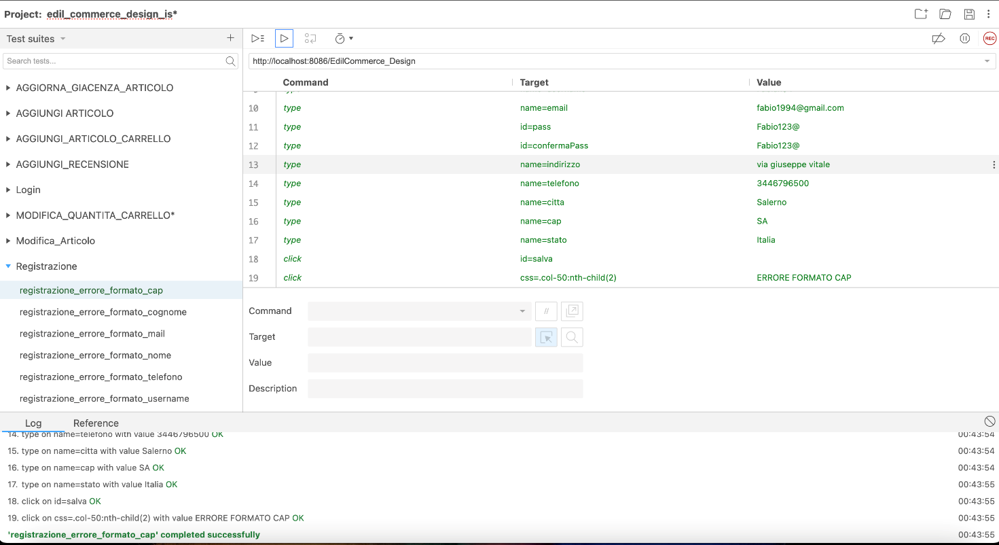 Project: edil_commerce_design_is*
Test suites
Search tests...
AGGIORNA_GIACENZA_ARTICOLO
AGGIUNGI ARTICOLO
AGGIUNGI_ARTICOLO_CARRELLO
AGGIUNGI_RECENSIONE
Login
MODIFICA_QUANTITA_CARRELLO*
Modifica_Articolo
Registrazione
registrazione_errore_formato_cap
registrazione_errore_formato_cognome
registrazione_errore_formato_mail
registrazione_errore_formato_nome
registrazione_errore_formato_telefono
registrazione_errore_formato_username
REC
http://localhost:8086/EdilCommerce_Design
Command Target Value
10 type name=email fabio1994@gmail.com
11 type id=pass Fabio123@
12 type id=confermaPass Fabio123@
13 type name=indirizzo via giuseppe vitale
14 type name=telefono 3446796500
15 type name=citta Salerno
16 type name=cap SA
17 type name=stato Italia
18 click id=salva
19 click css=.col-50:nth-child(2) ERRORE FORMATO CAP
Command //
Target
Value
Description
Log Reference
14. type on name=telefono with value 3446796500 OK 00:43:54
15. type on name=citta with value Salerno OK 00:43:54
16. type on name=cap with value SA OK 00:43:54
17. type on name=stato with value Italia OK 00:43:55
18. click on id=salva OK 00:43:55
19. click on css=.col-50:nth-child(2) with value ERRORE FORMATO CAP OK 00:43:55
'registrazione_errore_formato_cap' completed successfully 00:43:55